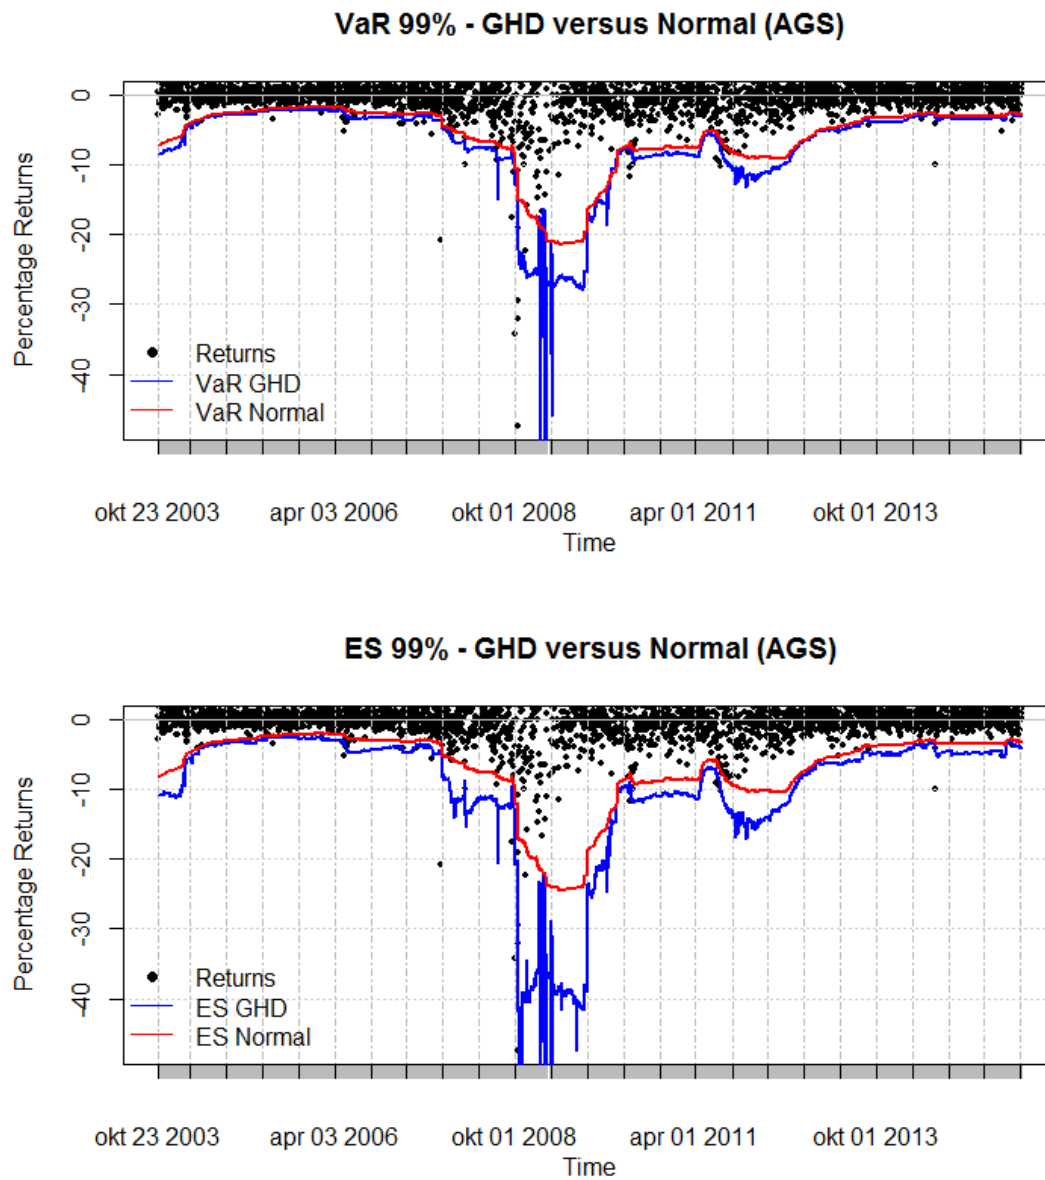 VaR 99% - GHD versus Normal (AGS)
Percentage Returns
0
-10
-20
-30
-40
Returns
VaR GHD
VaR Normal
okt 23 2003 apr 03 2006 okt 01 2008 apr 01 2011 okt 01 2013
Time
ES 99% - GHD versus Normal (AGS)
Percentage Returns
0
-10
-20
-30
-40
Returns
ES GHD
ES Normal
okt 23 2003 apr 03 2006 okt 01 2008 apr 01 2011 okt 01 2013
Time